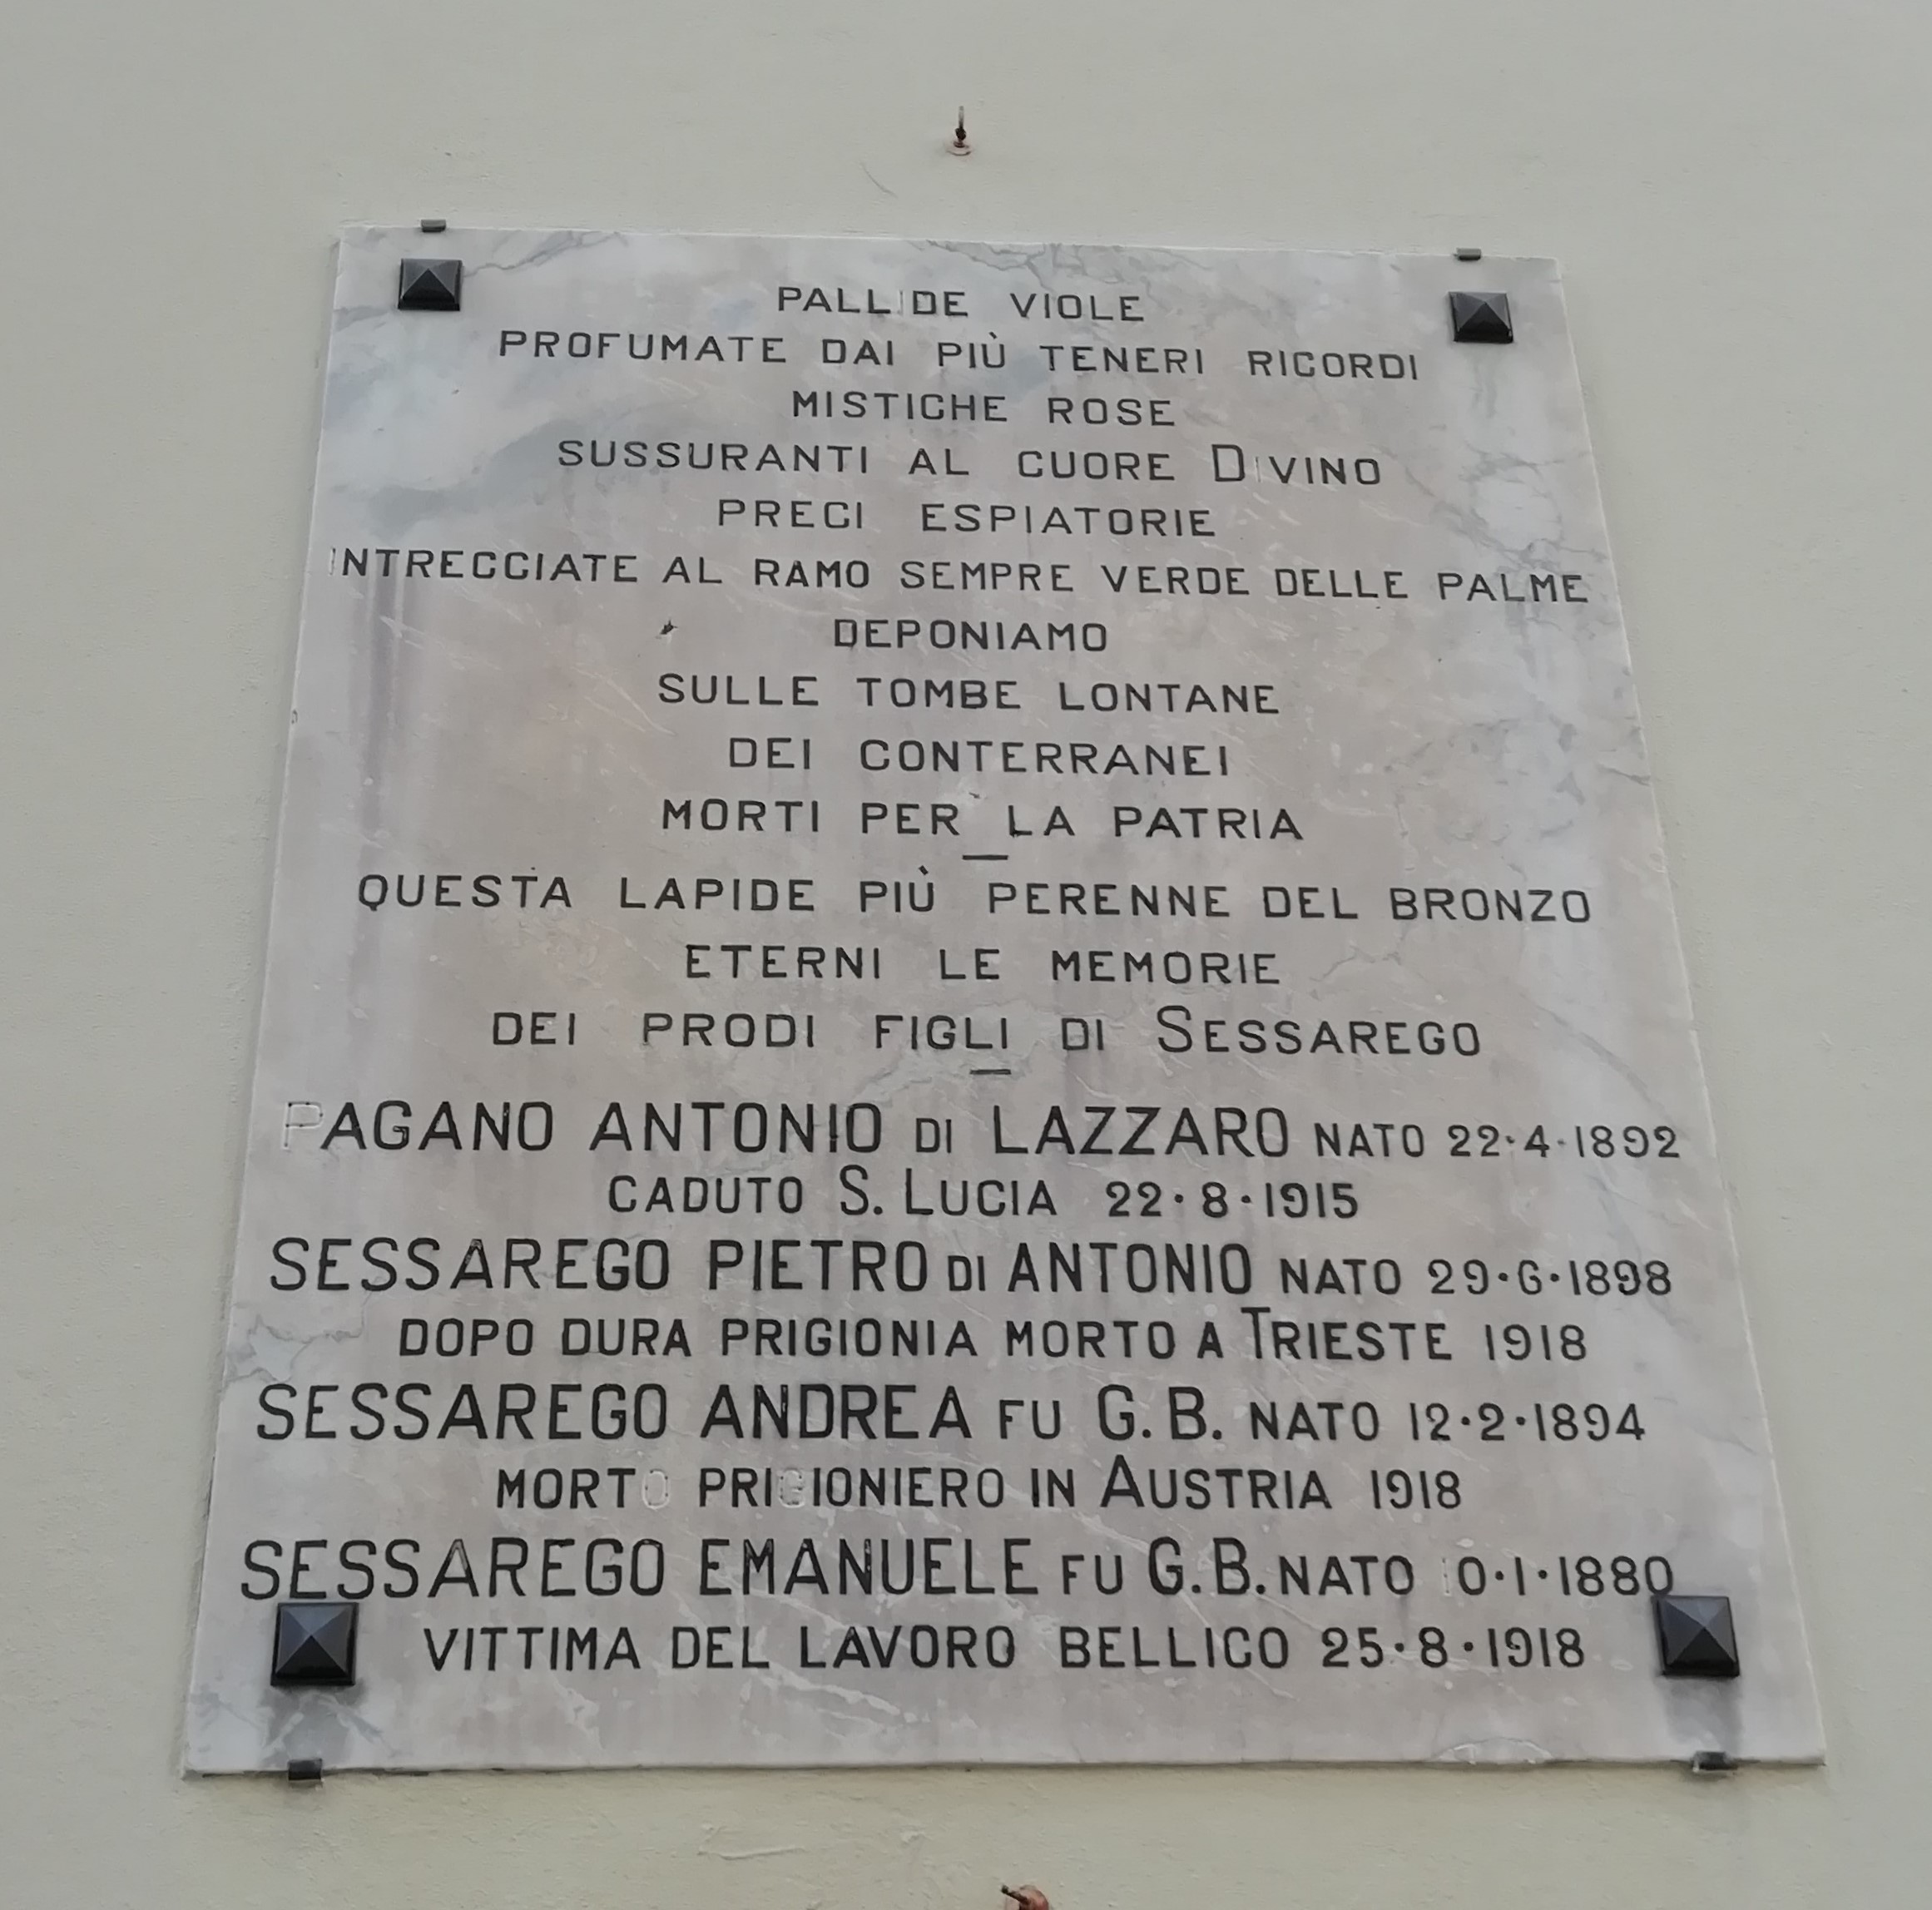 PALLIDE VIOLE
PROFUMATE DAI PIÙ TENERI RICORDI
MISTICHE ROSE
SUSSURANTI AL CUORE DIVINO
PRECI ESPIATORIE
INTRECCIATE AL RAMO SEMPRE VERDE DELLE PALME
DEPONIAMO
SULLE TOMBE LONTANE
DEI CONTERRANEI
MORTI PER LA PATRIA
QUESTA LAPIDE PIÙ PERENNE DEL BRONZO
ETERNI LE MEMORIE
DEI PRODI FIGLI DI SESSAREGO
PAGANO ANTONIO DI LAZZARO NATO 22·4·1892
CADUTO S. LUCIA 22·8·1915
SESSAREGO PIETRO DI ANTONIO NATO 29·6·1898
DOPO DURA PRIGIONIA MORTO A TRIESTE 1918
SESSAREGO ANDREA FU G.B. NATO 12·2·1894
MORTO PRIGIONIERO IN AUSTRIA 1918
SESSAREGO EMANUELE FU G.B. NATO 10·1·1880
VITTIMA DEL LAVORO BELLICO 25·8·1918